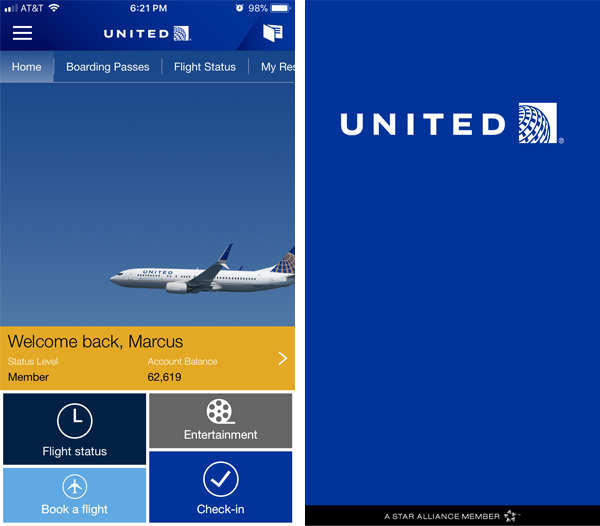 AT&T 6:21 PM 98%
UNITED
Home Boarding Passes Flight Status My Res
UNITED
Welcome back, Marcus
Status Level Account Balance
Member 62,619
Flight status
Entertainment
Book a flight
Check-in
UNITED ®
A STAR ALLIANCE MEMBER